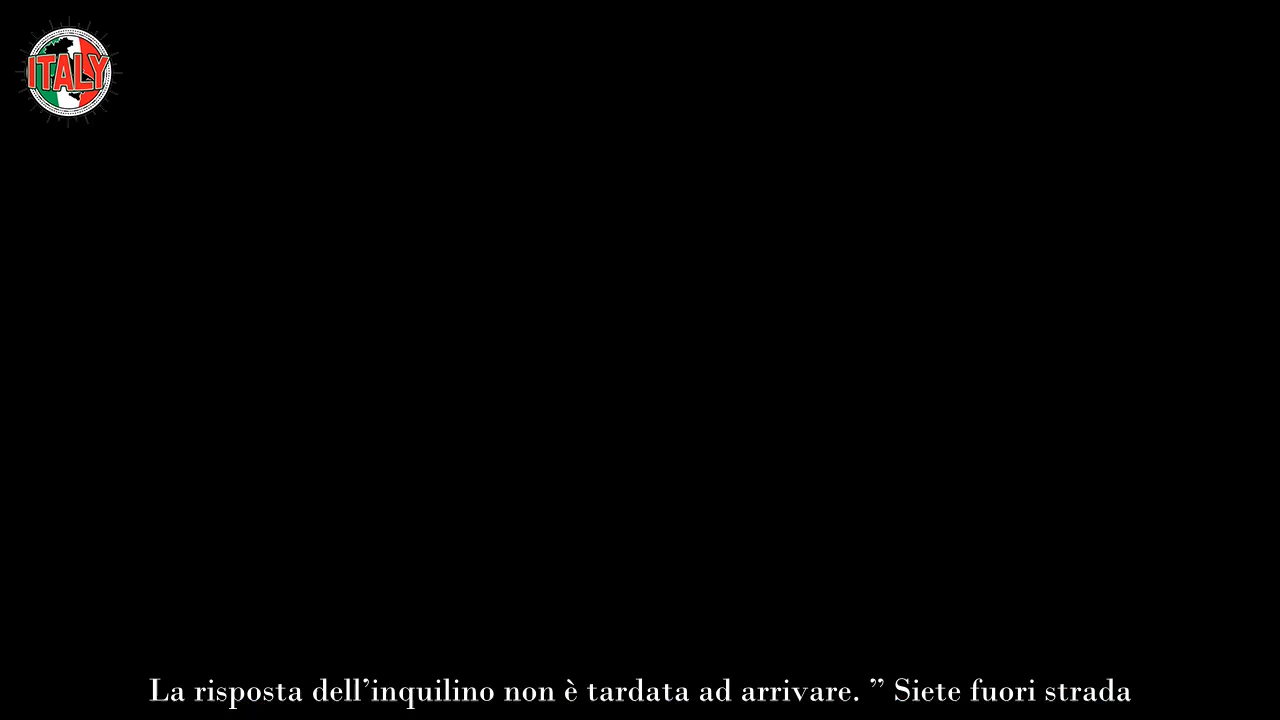 ITALY
La risposta dell’inquilino non è tardata ad arrivare. ” Siete fuori strada